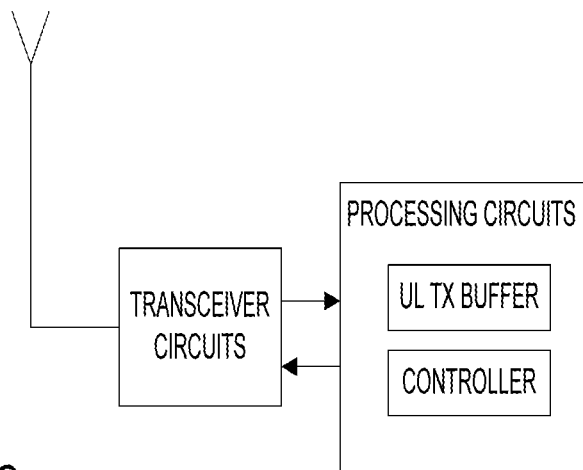 PROCESSING CIRCUITS
UL TX BUFFER
TRANSCEIVER
CIRCUITS
CONTROLLER